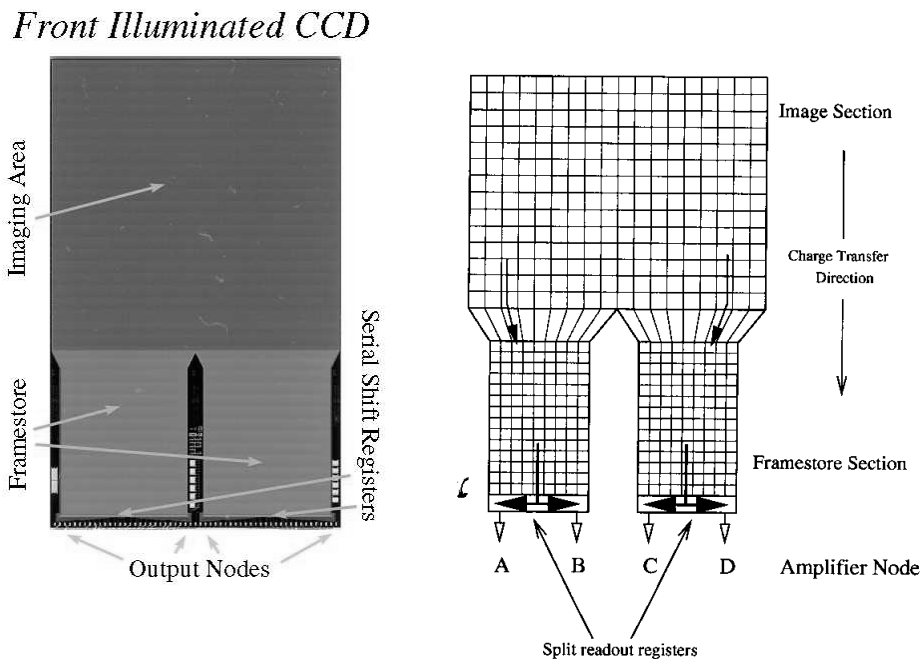 Front Illuminated CCD
Imaging Area
Framestore
Serial Shift
Registers
Output Nodes
Image Section
Charge Transfer
Direction
Framestore Section
A B C D
Amplifier Node
Split readout registers